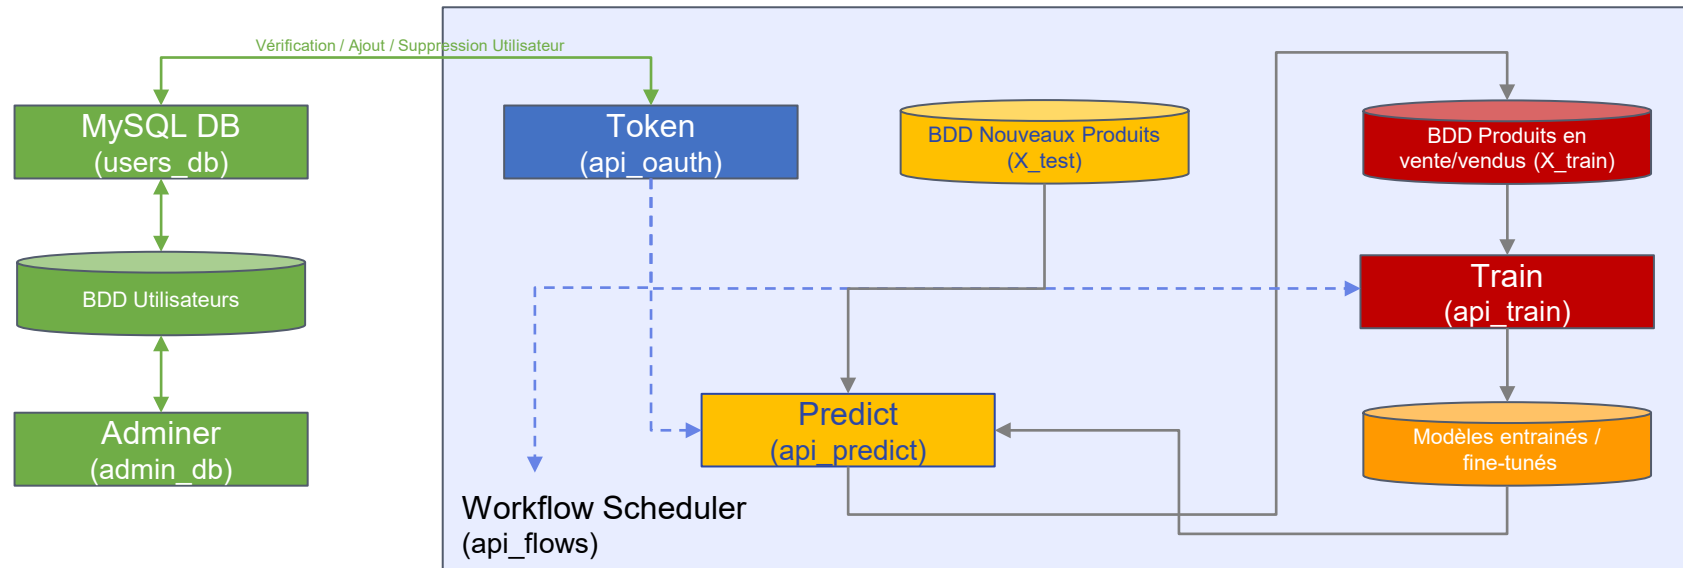 Vérification / Ajout / Suppression Utilisateur
MySQL DB
(users_db)
Token
(api_oauth)
BDD Nouveaux Produits
(X_test)
BDD Produits en
vente/vendus (X_train)
BDD Utilisateurs
Train
(api_train)
Adminer
(admin_db)
Predict
(api_predict)
Modèles entrainés /
fine-tunés
Workflow Scheduler
(api_flows)